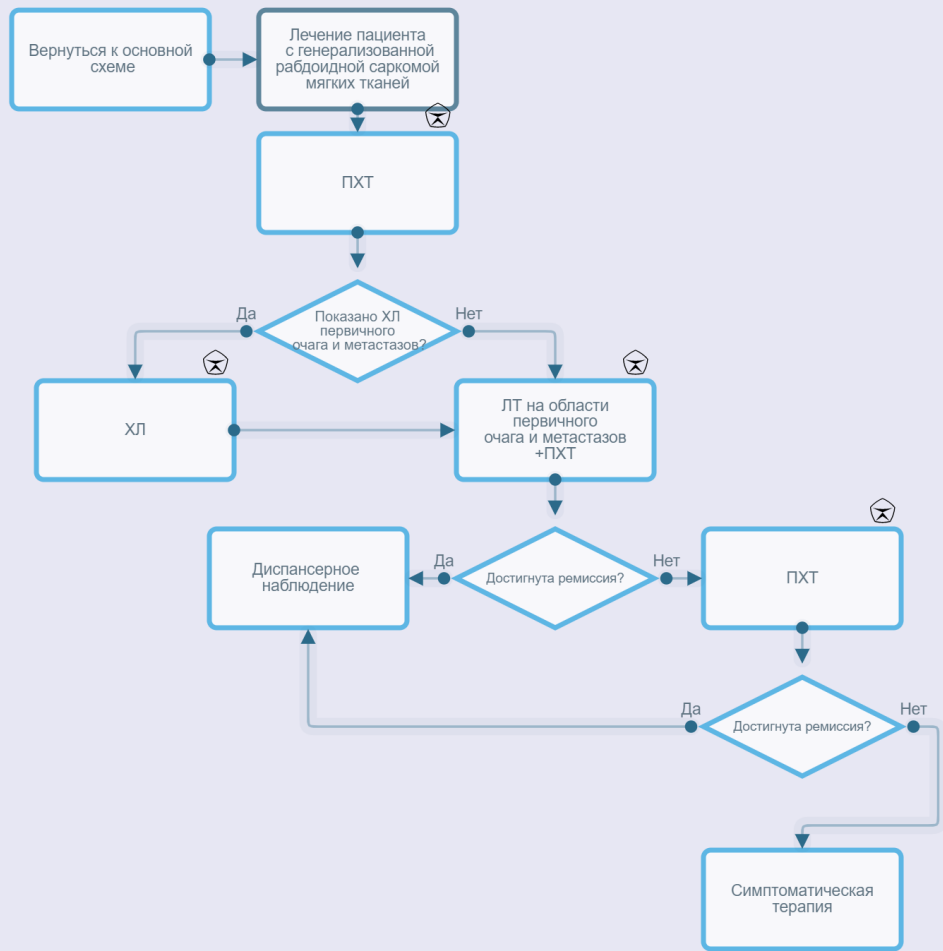 Вернуться к основной
схеме
Лечение пациента
с генерализованной
рабдоидной саркомой
мягких тканей
ПХТ
Да
Показано ХЛ
первичного
очага и метастазов?
Нет
ХЛ
ЛТ на области
первичного
очага и метастазов
+ПХТ
Диспансерное
наблюдение
Да
Достигнута ремиссия?
Нет
ПХТ
Да
Достигнута ремиссия?
Нет
Симптоматическая
терапия